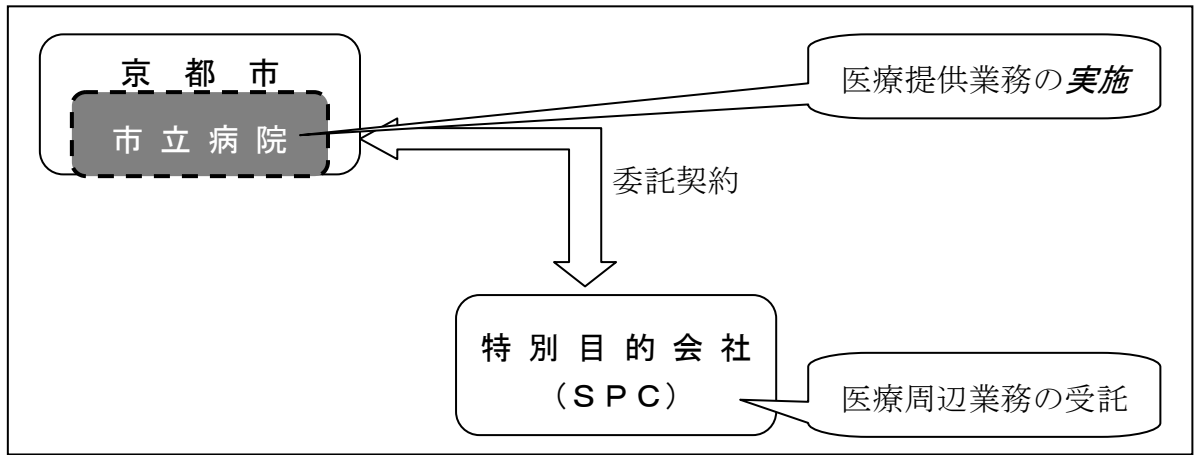 京都市
市立病院
医療提供業務の実施
委託契約
特別目的会社
(SPC)
医療周辺業務の受託